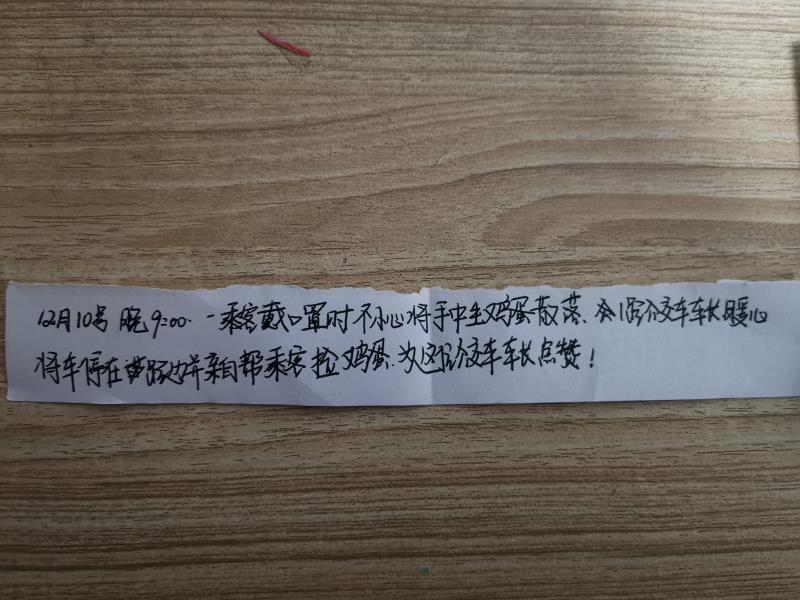 12月10号晚9:00.一乘客戴口罩时不小心将手中生鸡蛋散落、 1路公交车车长暖心
将车停在路边并亲自帮乘客捡鸡蛋.为这位公交车车长点赞!